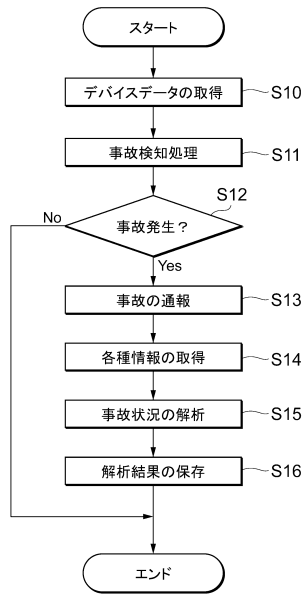 スタート
デバイスデータの取得 S10
事故検知処理 S11
S12
事故発生？
No
Yes
事故の通報 S13
各種情報の取得 S14
事故状況の解析 S15
解析結果の保存 S16
エンド